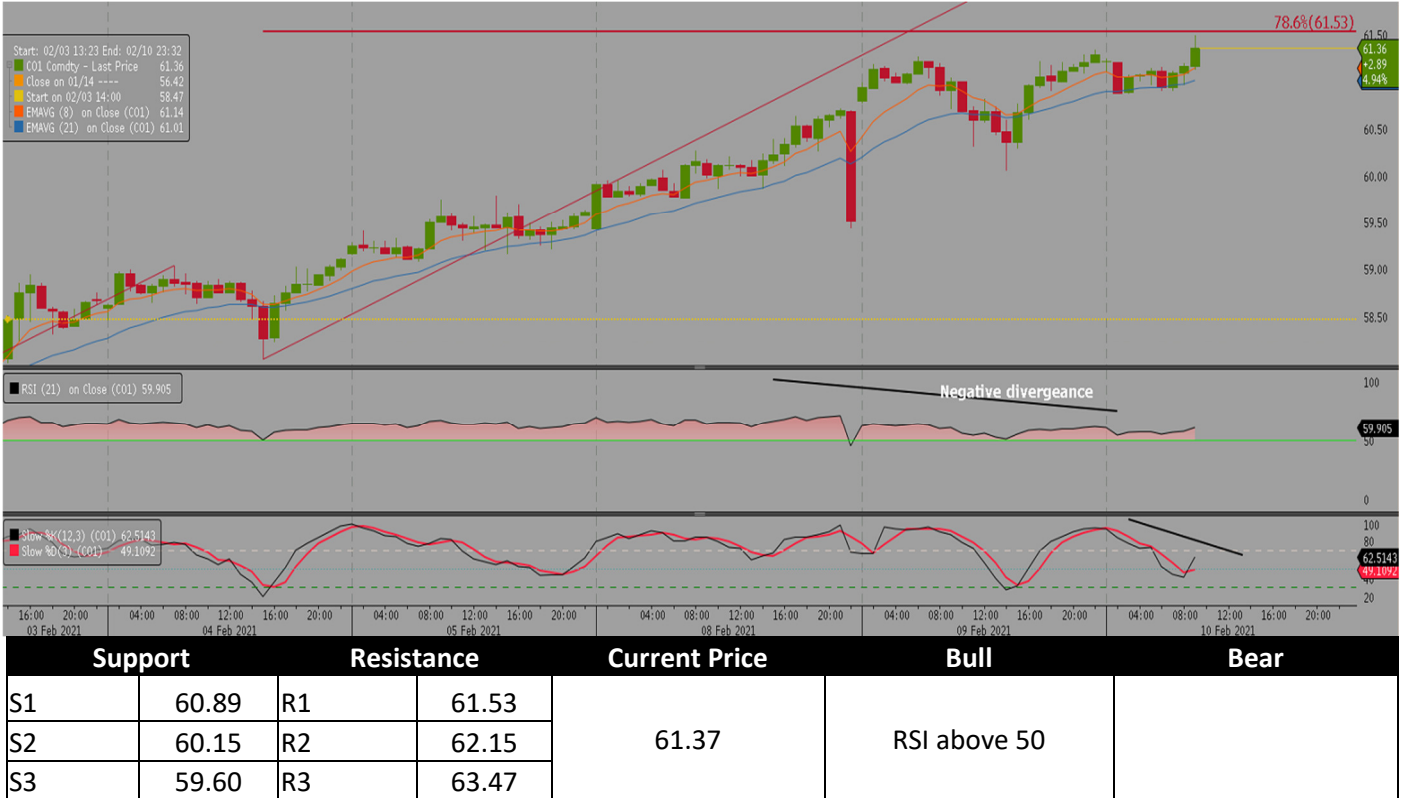 78.6%(61.53)
Start: 02/03 13:23 End: 02/10 23:32
CO1 Comdty - Last Price 61.36
Close on 01/14 ---- 56.42
Start on 02/03 14:00 58.47
EMAVG (8) on Close (CO1) 61.14
EMAVG (21) on Close (CO1) 61.01
61.50
61.36
+2.89
4.94%
60.50
60.00
59.50
59.00
58.50
RSI (21) on Close (CO1) 59.905
Negative divergeance
100
59.905
50
0
Slow %K(12,3) (CO1) 62.5143
Slow %D(3) (CO1) 49.1092
100
80
62.5143
49.1092
40
20
16:00 20:00 04:00 08:00 12:00 16:00 20:00 04:00 08:00 12:00 16:00 20:00 04:00 08:00 12:00 16:00 20:00 04:00 08:00 12:00 16:00 20:00 04:00 08:00 12:00 16:00 20:00
03 Feb 2021 04 Feb 2021 05 Feb 2021 08 Feb 2021 09 Feb 2021 10 Feb 2021
Support Resistance Current Price Bull Bear
S1 60.89 R1 61.53
S2 60.15 R2 62.15 61.37 RSI above 50
S3 59.60 R3 63.47